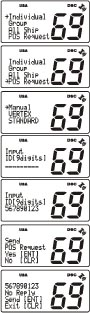 USA DSC
↑Individual
Group
All Ship
POS Request
69
USA DSC
Individual
Group
All Ship
↓POS Request
69
USA DSC
→Manual
VERTEX
STANDARD
69
USA DSC
Input
ID[9digits]
---------
69
USA DSC
Input
ID[9digits]
567890123
69
USA DSC
Send
POS Request
Yes [ENT]
No [CLR]
69
USA DSC
567890123
No Reply
Send [ENT]
Exit [CLR]
69